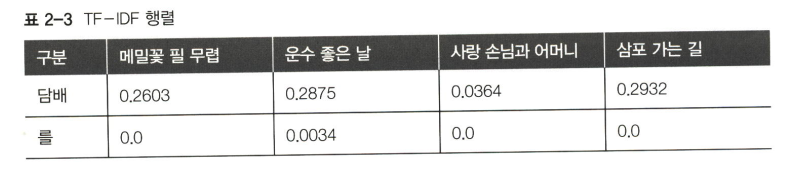 표 2-3 TF-IDF 행렬
구분 메밀꽃 필 무렵 운수 좋은 날 사랑 손님과 어머니 삼포 가는 길
담배 0.2603 0.2875 0.0364 0.2932
를 0.0 0.0034 0.0 0.0